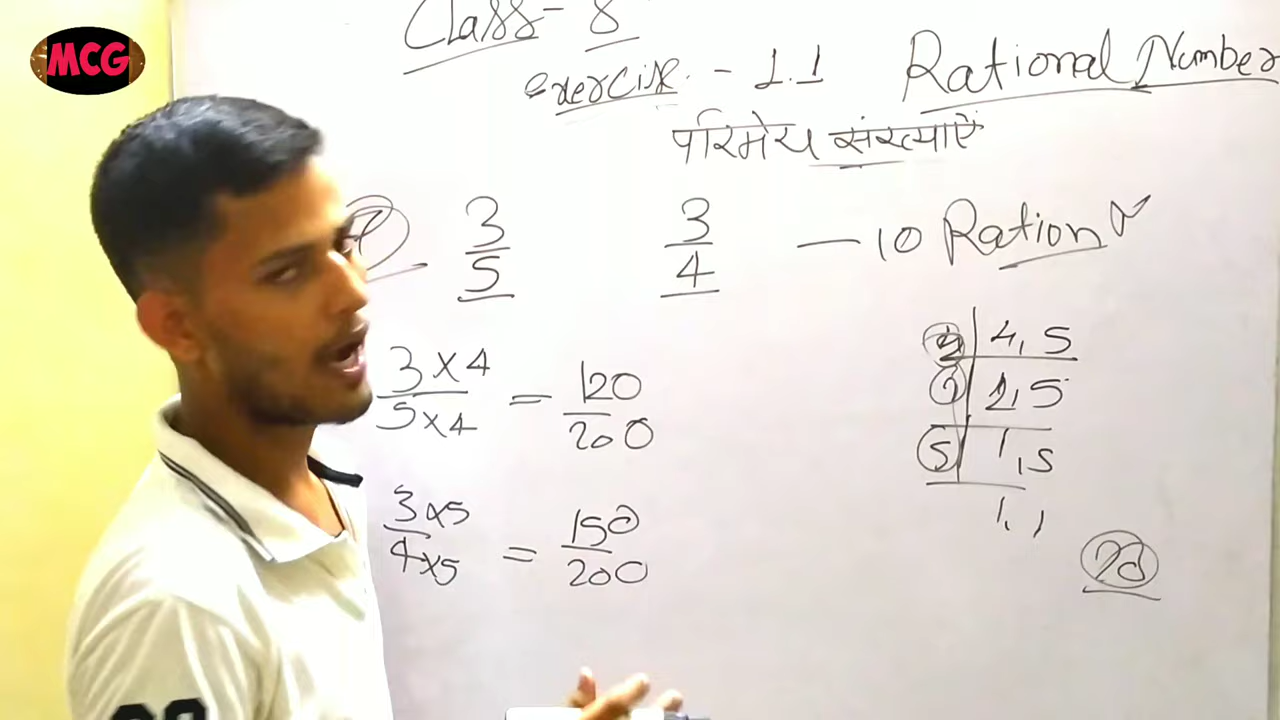 MCG
Class - 8
exercise - 1.1 Rational Number
परिमेय संख्याऐं
3/5 3/4 — 10 Ration
3×4/5×4 = 120/200
3×5/4×5 = 150/200
4, 5
2, 5
5 1, 5
1, 1
20